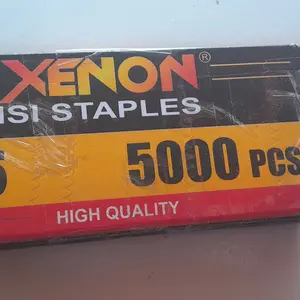 XENON®
ISI STAPLES
5000 PCS
HIGH QUALITY